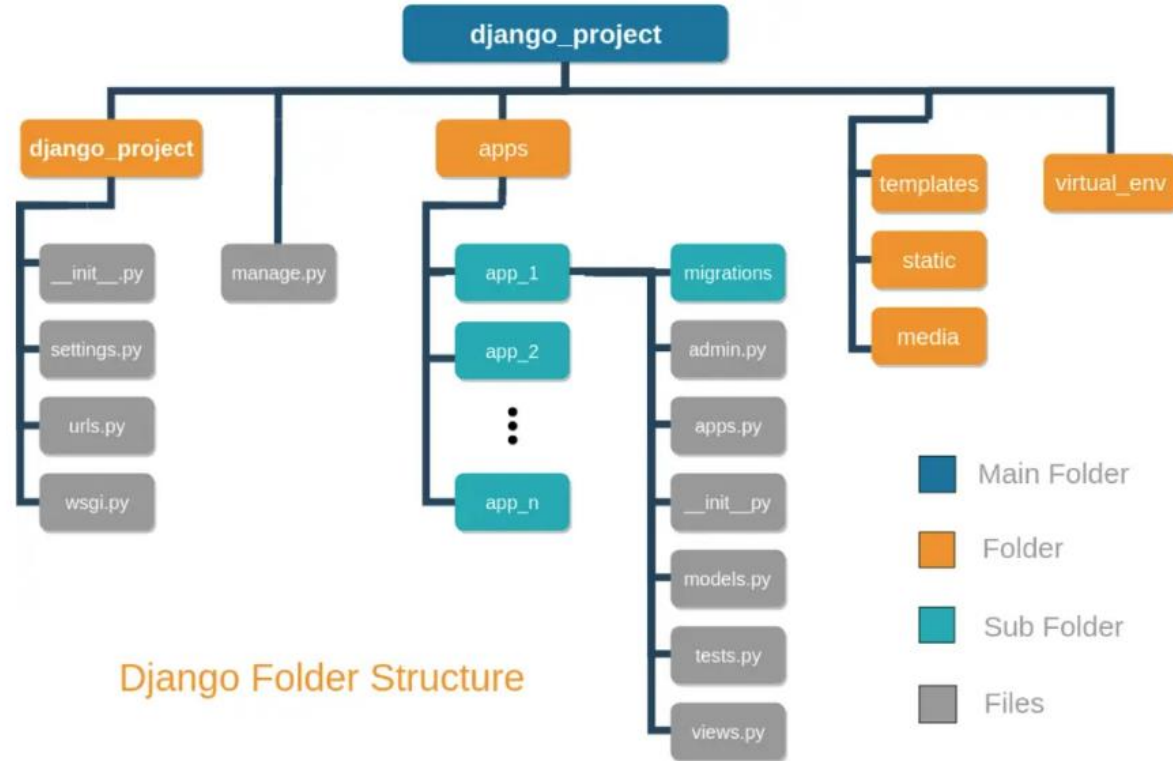 django_project
django_project
apps
templates
virtual_env
static
media
__init__.py
manage.py
settings.py
urls.py
wsgi.py
app_1
app_2
app_n
migrations
admin.py
apps.py
__init__py
models.py
tests.py
views.py
Main Folder
Folder
Sub Folder
Files
Django Folder Structure